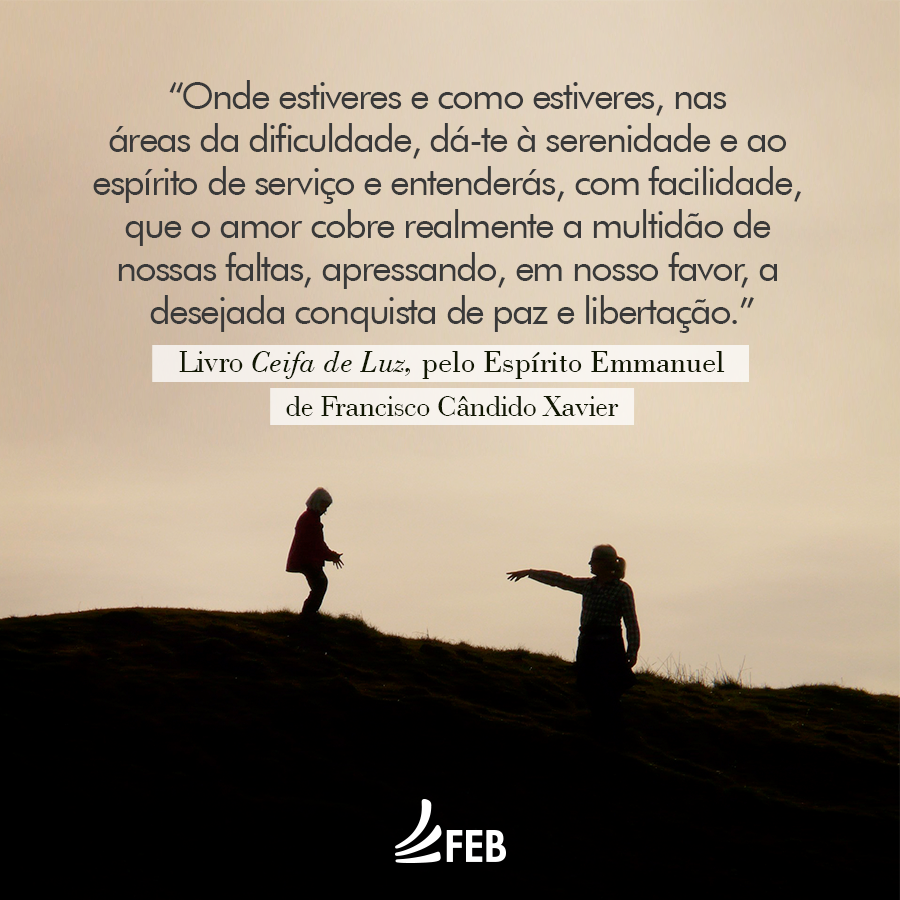 “Onde estiveres e como estiveres, nas
áreas da dificuldade, dá-te à serenidade e ao
espírito de serviço e entenderás, com facilidade,
que o amor cobre realmente a multidão de
nossas faltas, apressando, em nosso favor, a
desejada conquista de paz e libertação.”
Livro Ceifa de Luz, pelo Espírito Emmanuel
de Francisco Cândido Xavier
FEB